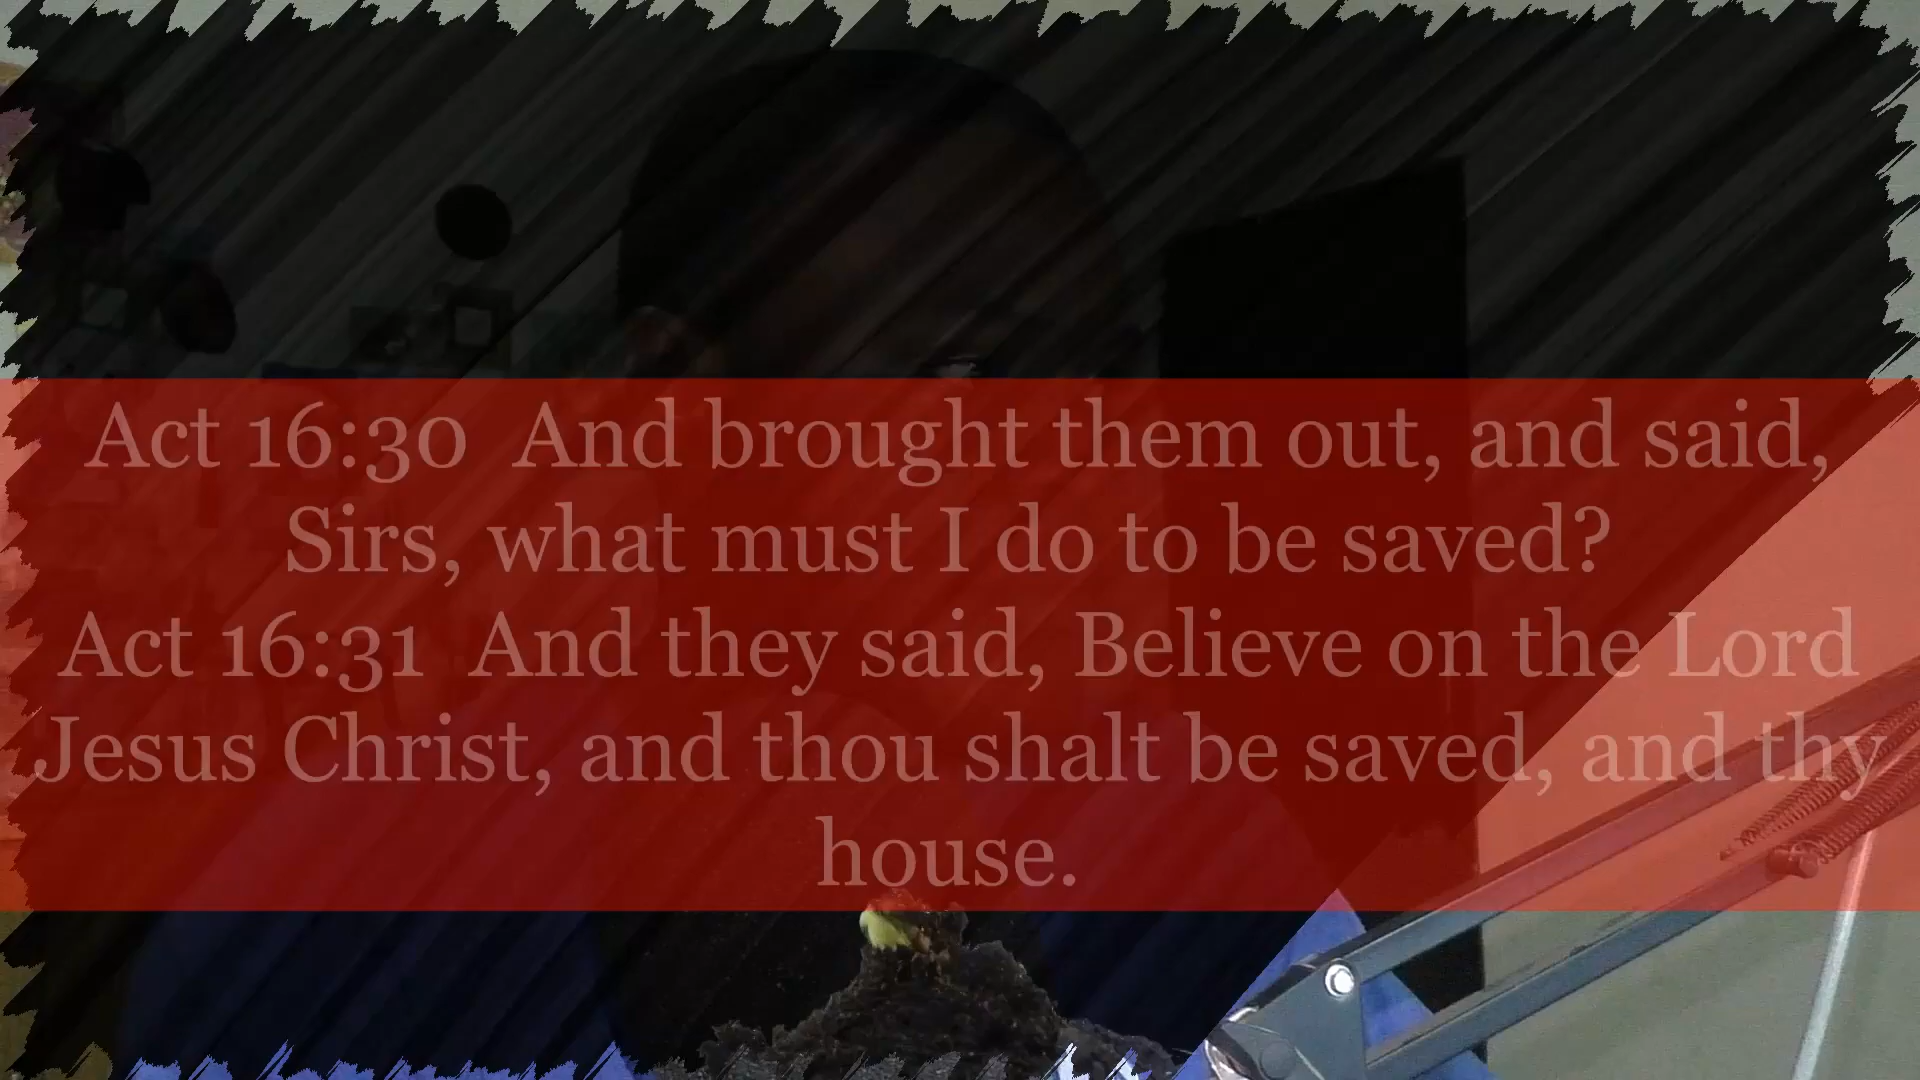 Act 16:30  And brought them out, and said,
Sirs, what must I do to be saved?
Act 16:31  And they said, Believe on the Lord
Jesus Christ, and thou shalt be saved, and thy
house.